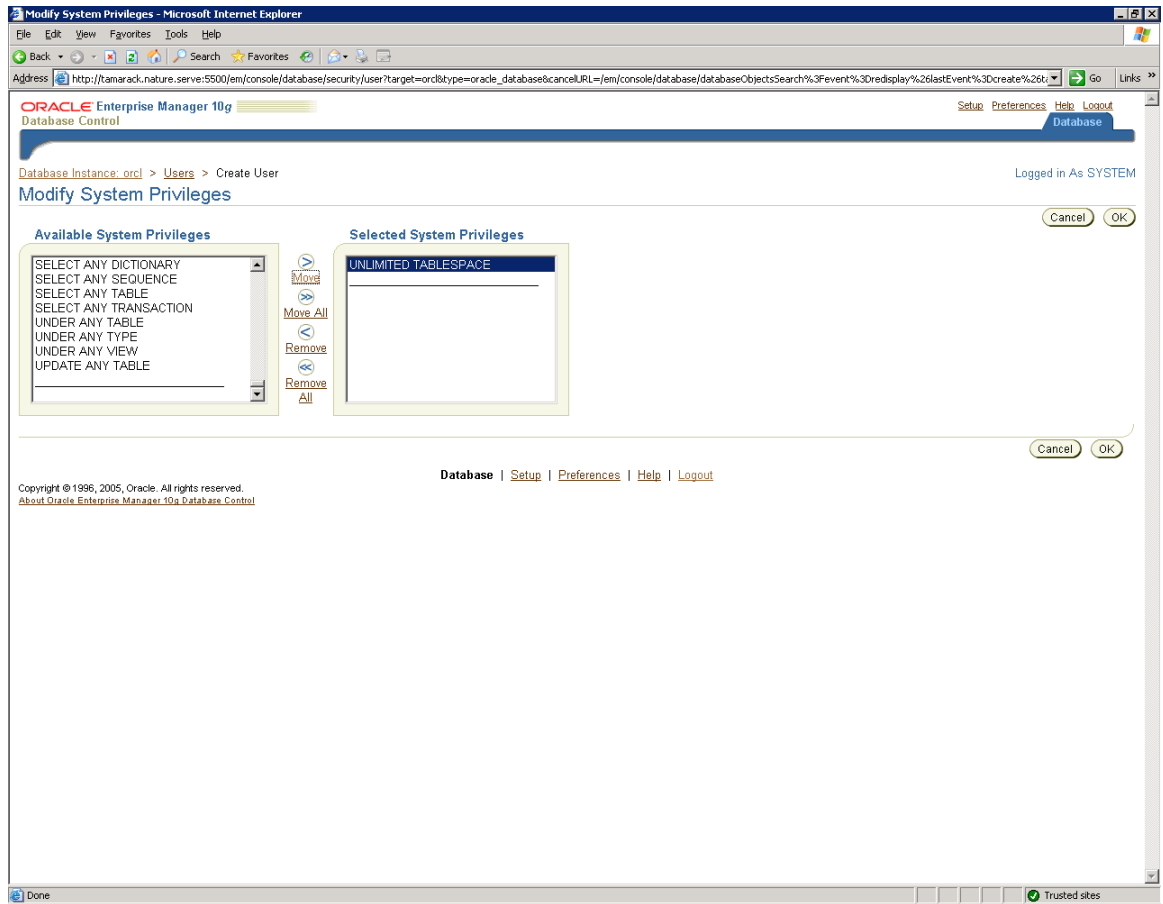 Modify System Privileges - Microsoft Internet Explorer
File Edit View Favorites Tools Help
Back Search Favorites
Address http://tamarack.nature.serve:5500/em/console/database/security/user?target=orcl&type=oracle_database&cancelURL=/em/console/database/databaseObjectsSearch%3Fevent%3Dredisplay%26lastEvent%3Dcreate%26t Go Links »
ORACLE Enterprise Manager 10g
Database Control
Setup Preferences Help Logout
Database
Database Instance: orcl > Users > Create User
Logged in As SYSTEM
Modify System Privileges
Cancel OK
Available System Privileges
SELECT ANY DICTIONARY
SELECT ANY SEQUENCE
SELECT ANY TABLE
SELECT ANY TRANSACTION
UNDER ANY TABLE
UNDER ANY TYPE
UNDER ANY VIEW
UPDATE ANY TABLE
Move
Move All
Remove
Remove
All
Selected System Privileges
UNLIMITED TABLESPACE
Cancel OK
Database | Setup | Preferences | Help | Logout
Copyright © 1996, 2005, Oracle. All rights reserved.
About Oracle Enterprise Manager 10g Database Control
Done
Trusted sites